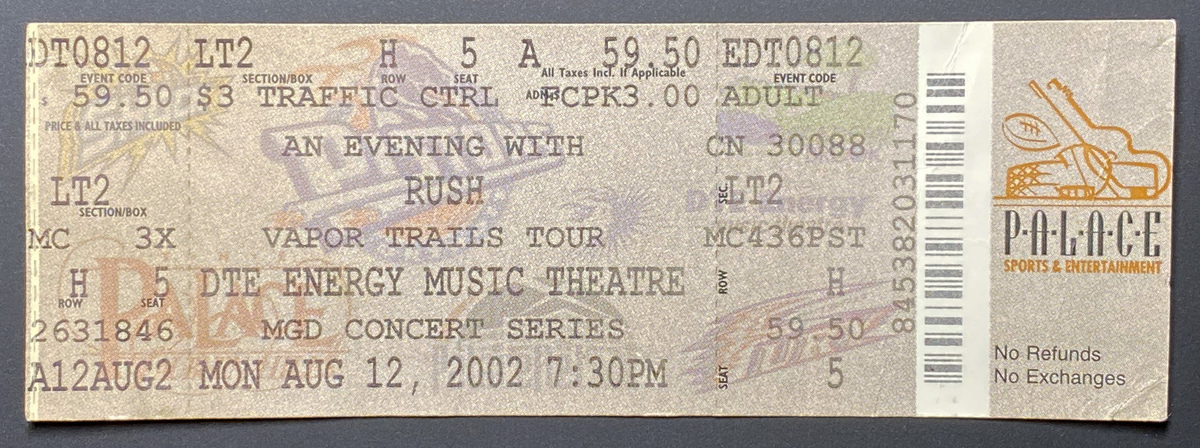 DT0812 LT2 H 5 A 59.50 EDT0812
EVENT CODE SECTION/BOX ROW SEAT All Taxes Incl. If Applicable EVENT CODE
$ 59.50 $3 TRAFFIC CTRL ADMIS FCPK3.00 ADULT
PRICE & ALL TAXES INCLUDED
AN EVENING WITH CN 30088
LT2 RUSH SEC. LT2
SECTION/BOX
MC 3X VAPOR TRAILS TOUR MC436PST
H 5 DTE ENERGY MUSIC THEATRE ROW H
ROW SEAT
2631846 MGD CONCERT SERIES 59.50
A12AUG2 MON AUG 12, 2002 7:30PM SEAT 5
845382031170
PALACE
SPORTS & ENTERTAINMENT
No Refunds
No Exchanges